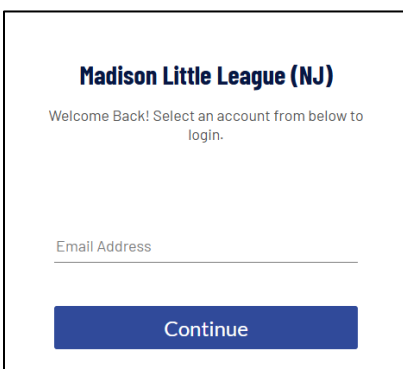 Madison Little League (NJ)
Welcome Back! Select an account from below to
login.
Email Address
Continue